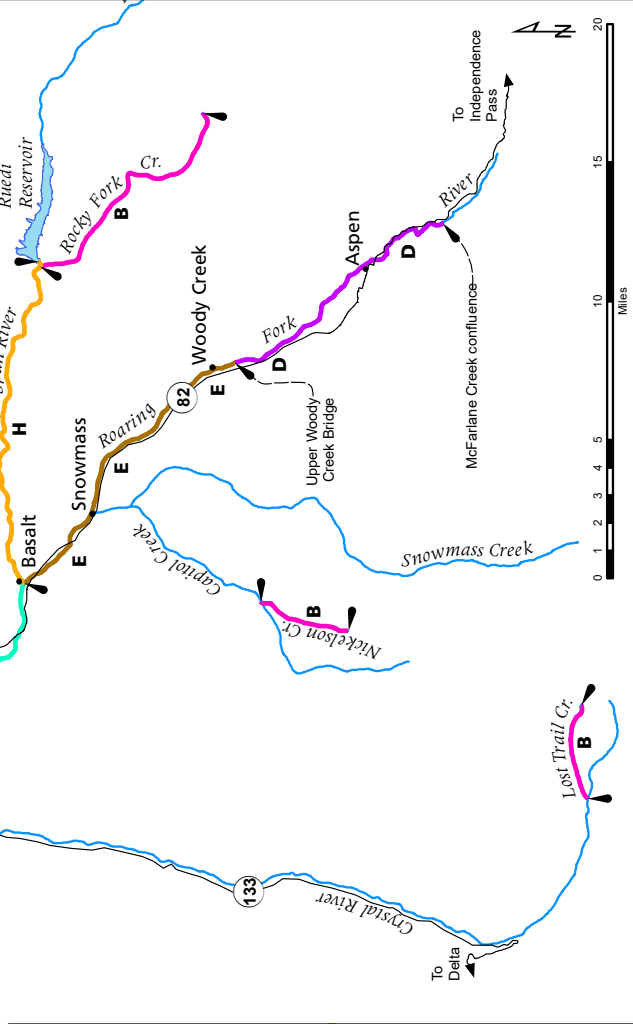 Ruedi
Reservoir
River
H
Rocky Fork
Cr.
B
Basalt
Snowmass
E
Roaring
E
82
Woody Creek
E
Upper Woody
Creek Bridge
Fork
D
Aspen
D
River
To
Independence
Pass
McFarlane Creek confluence
Capitol Creek
Nickelson Cr.
B
Snowmass Creek
133
Crystal River
To
Delta
Lost Trail Cr.
B
N
0 1 2 3 4 5 10 15 20
Miles